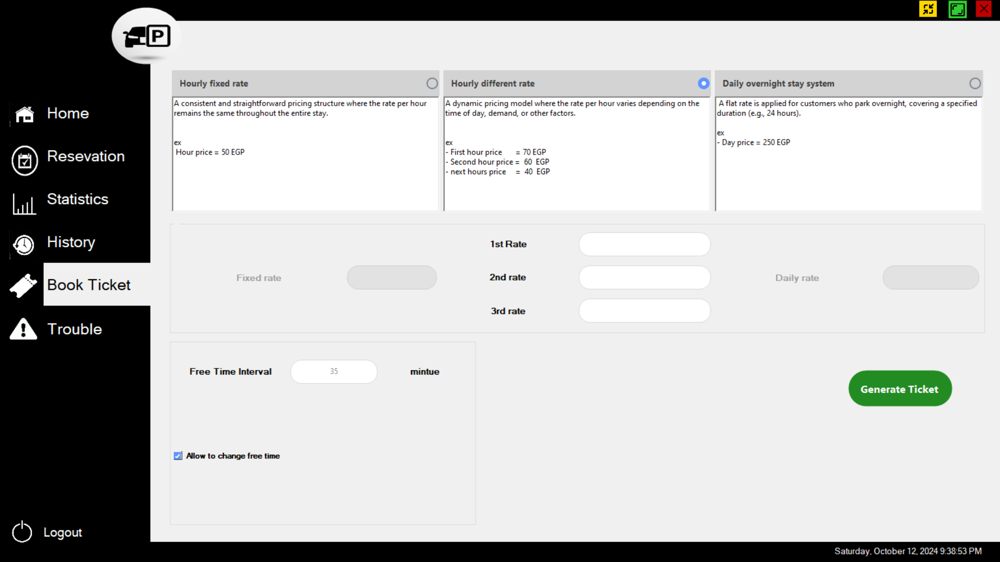 P
Home
Resevation
Statistics
History
Book Ticket
Trouble
Logout
Hourly fixed rate
A consistent and straightforward pricing structure where the rate per hour
remains the same throughout the entire stay.
ex
Hour price = 50 EGP
Hourly different rate
A dynamic pricing model where the rate per hour varies depending on the
time of day, demand, or other factors.
ex
- First hour price = 70 EGP
- Second hour price = 60 EGP
- next hours price = 40 EGP
Daily overnight stay system
A flat rate is applied for customers who park overnight, covering a specified
duration (e.g., 24 hours).
ex
- Day price = 250 EGP
Fixed rate
1st Rate
2nd rate
3rd rate
Daily rate
Free Time Interval 35 mintue
Allow to change free time
Generate Ticket
Saturday, October 12, 2024 9:38:53 PM